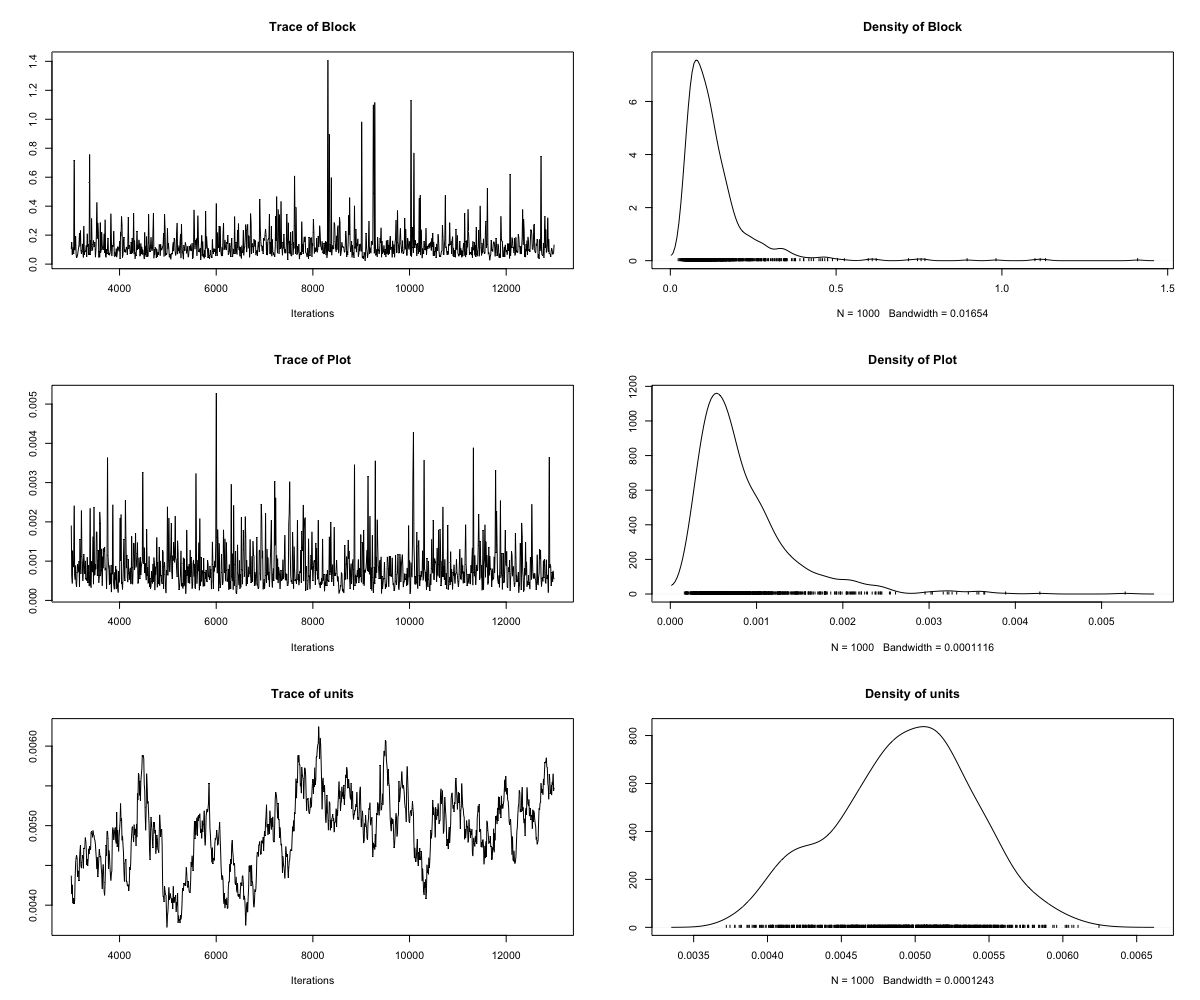 Trace of Block
1.4
1.2
1.0
0.8
0.6
0.4
0.2
0.0
4000 6000 8000 10000 12000
Iterations
Density of Block
6
4
2
0
0.0 0.5 1.0 1.5
N = 1000 Bandwidth = 0.01654
Trace of Plot
0.005
0.004
0.003
0.002
0.001
0.000
4000 6000 8000 10000 12000
Iterations
Density of Plot
1200
1000
800
600
400
200
0
0.000 0.001 0.002 0.003 0.004 0.005
N = 1000 Bandwidth = 0.0001116
Trace of units
0.0060
0.0050
0.0040
4000 6000 8000 10000 12000
Iterations
Density of units
800
600
400
200
0
0.0035 0.0040 0.0045 0.0050 0.0055 0.0060 0.0065
N = 1000 Bandwidth = 0.0001243